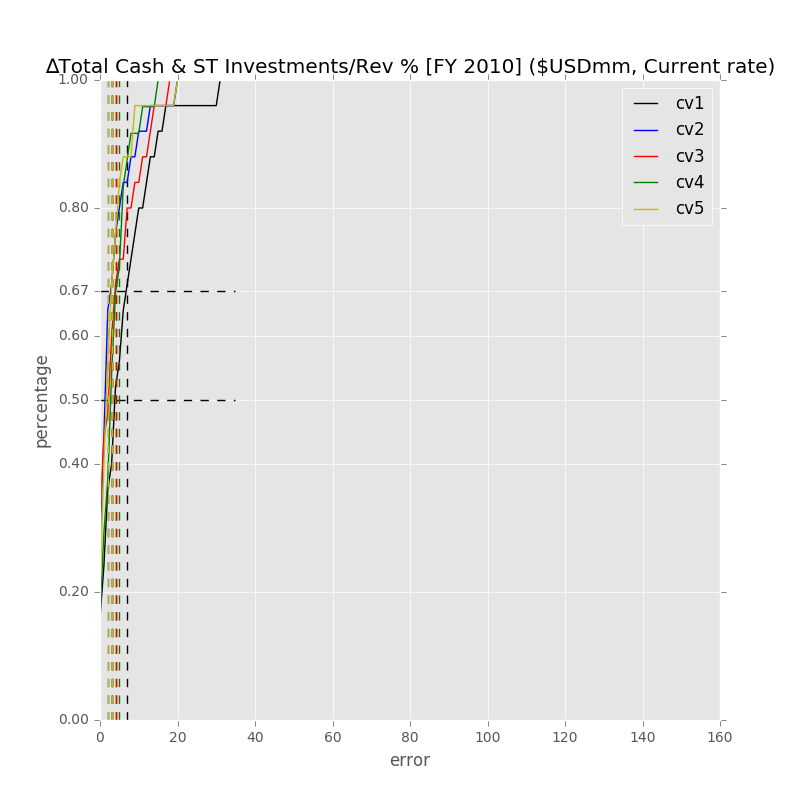 ΔTotal Cash & ST Investments/Rev % [FY 2010] ($USDmm, Current rate)
cv1
cv2
cv3
cv4
cv5
1.00
0.80
0.67
0.60
0.50
0.40
0.20
0.00
percentage
0 20 40 60 80 100 120 140 160
error